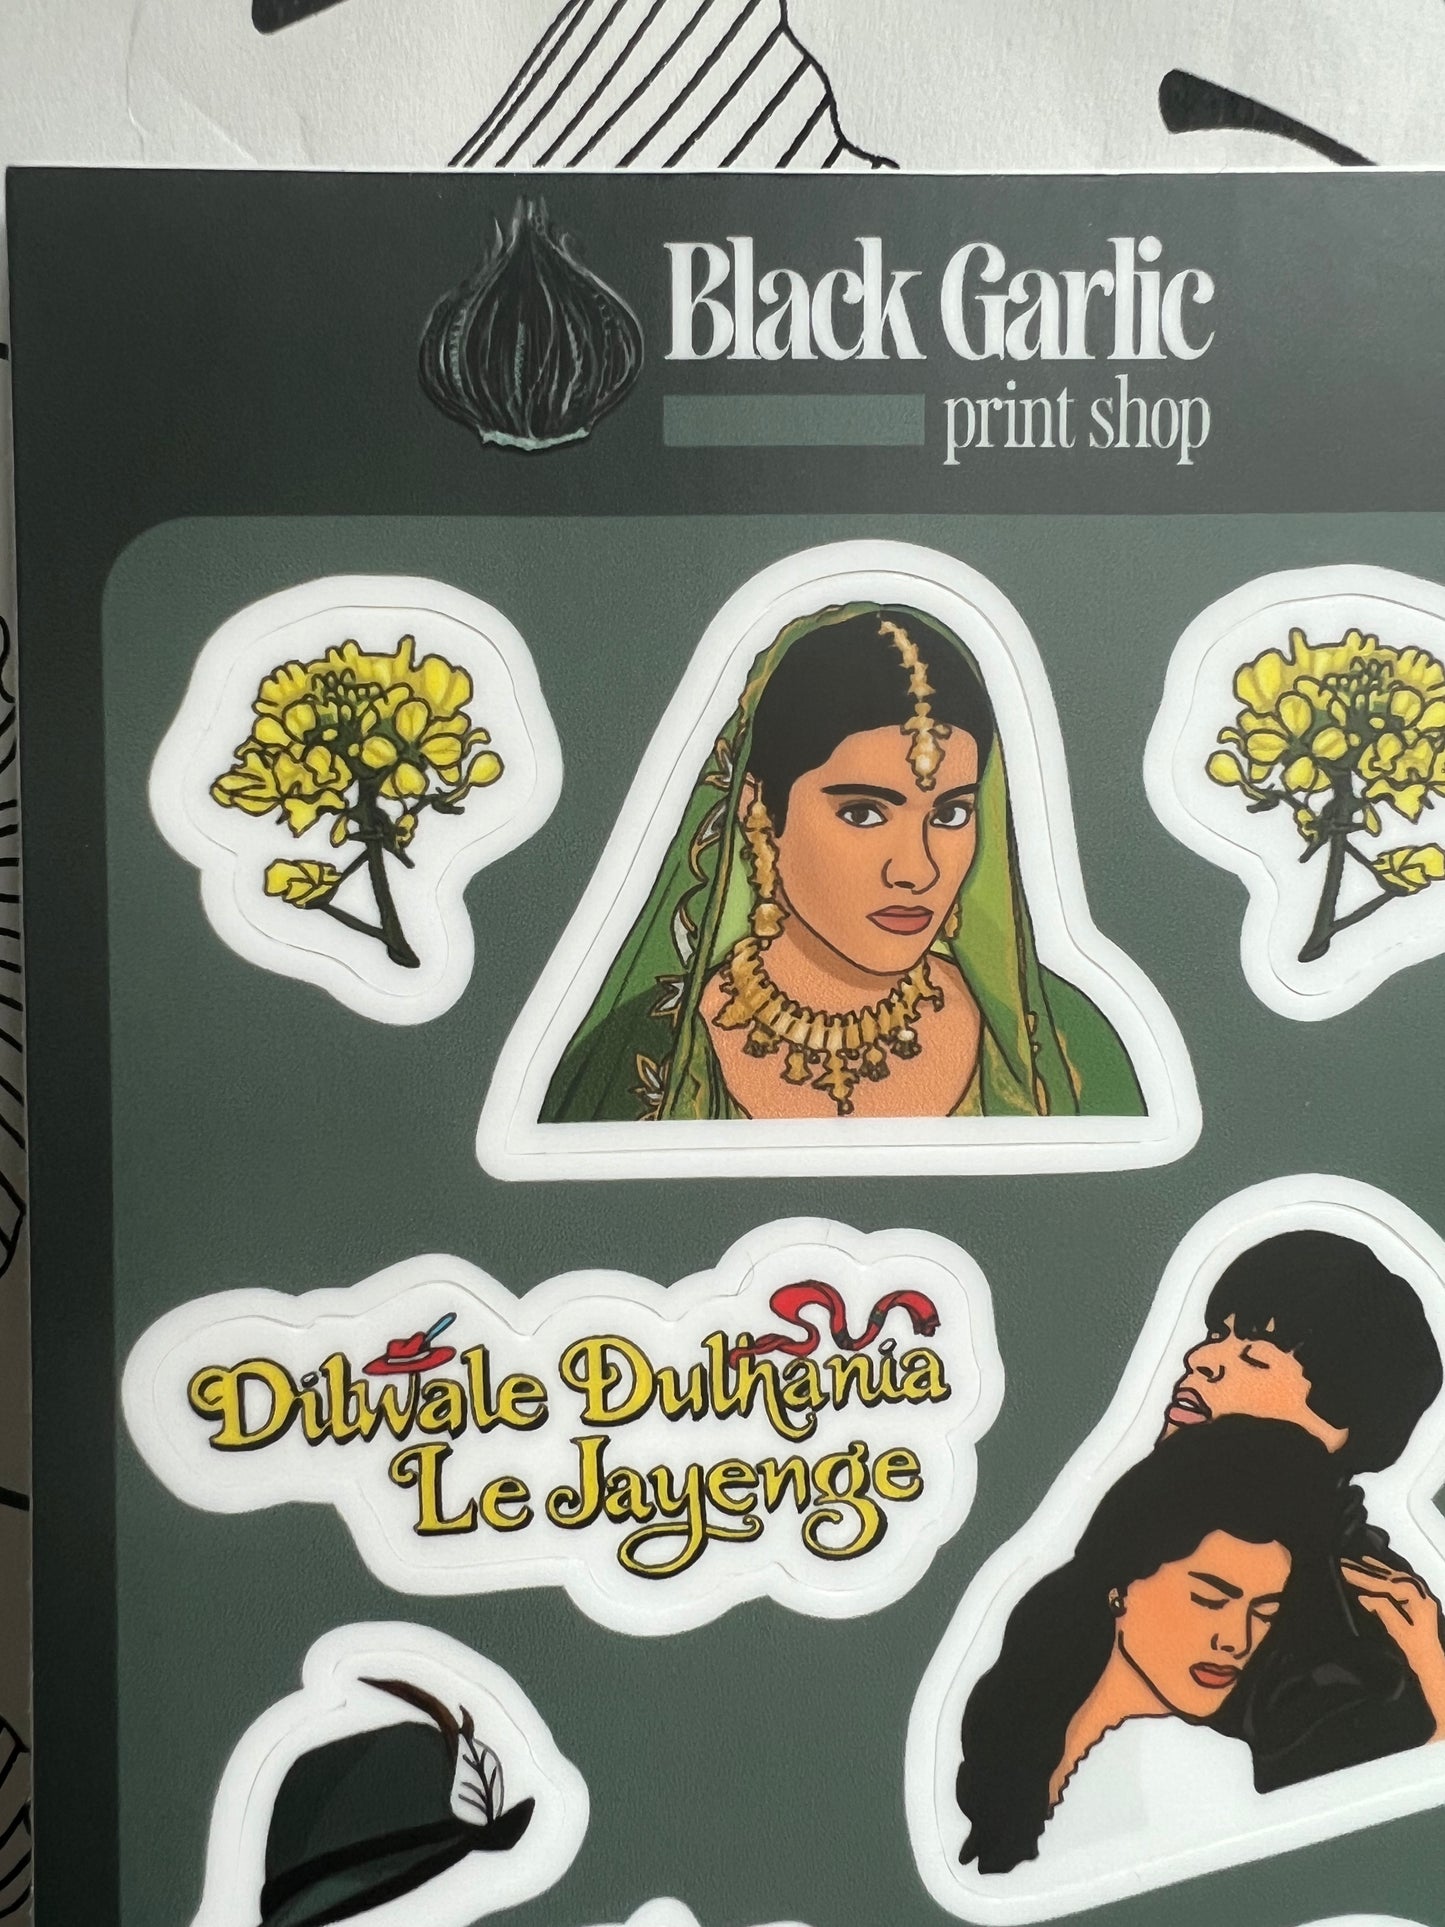 Black Garlic
print shop
Dilwale Dulhania
Le Jayenge